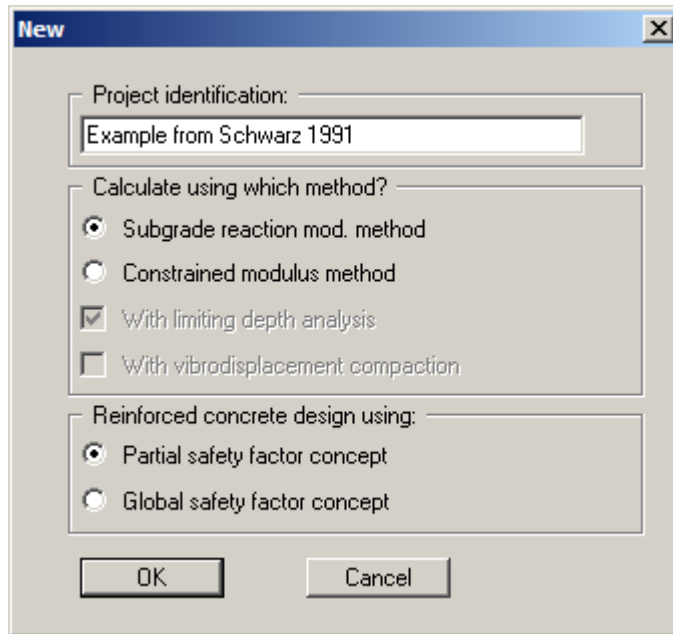 New
Project identification:
Example from Schwarz 1991
Calculate using which method?
Subgrade reaction mod. method
Constrained modulus method
With limiting depth analysis
With vibrodisplacement compaction
Reinforced concrete design using:
Partial safety factor concept
Global safety factor concept
OK
Cancel